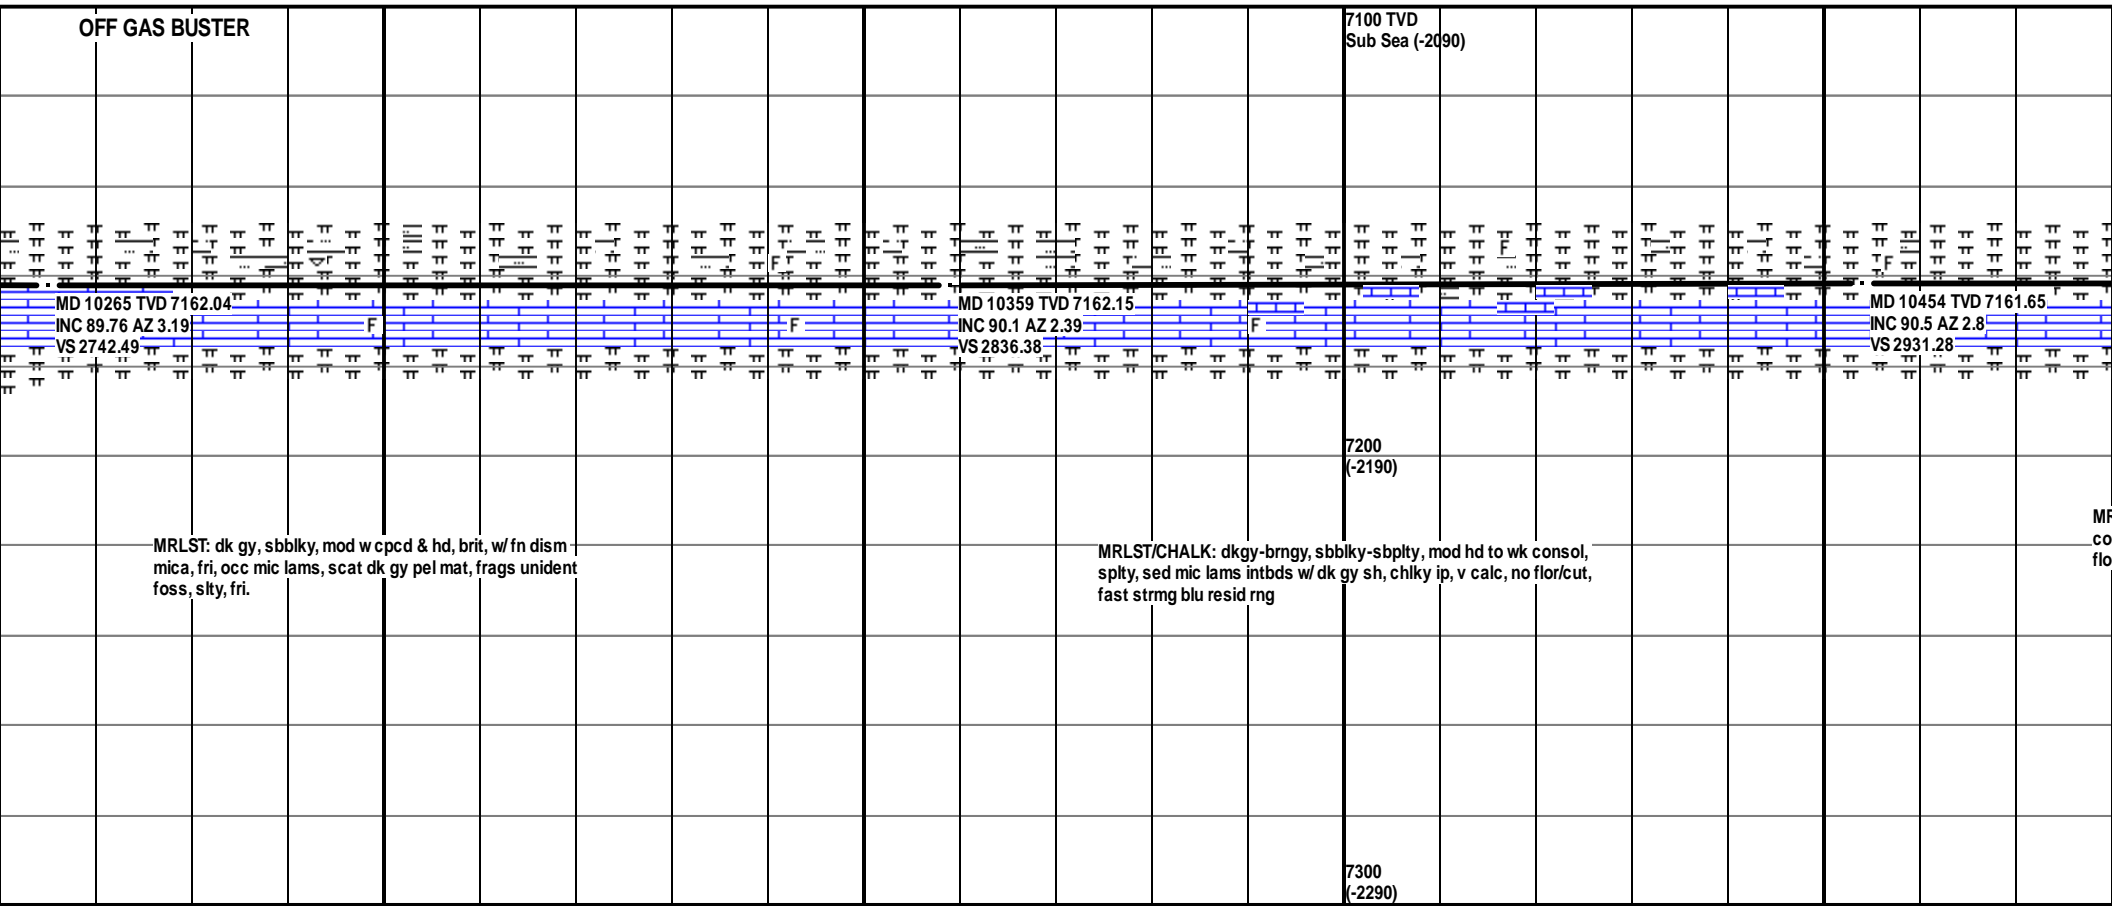 OFF GAS BUSTER
7100 TVD
Sub Sea (-2090)
F
F
F
MD 10265 TVD 7162.04
INC 89.76 AZ 3.19
VS 2742.49
F
F
MD 10359 TVD 7162.15
INC 90.1 AZ 2.39
VS 2836.38
F
MD 10454 TVD 7161.65
INC 90.5 AZ 2.8
VS 2931.28
7200
(-2190)
MRLST: dk gy, sbblky, mod w cpcd & hd, brit, w/ fn dism
mica, fri, occ mic lams, scat dk gy pel mat, frags unident
foss, slty, fri.
MRLST/CHALK: dkgy-brngy, sbblky-sbplty, mod hd to wk consol,
splty, sed mic lams intbds w/ dk gy sh, chlky ip, v calc, no flor/cut,
fast strmg blu resid rng
MR
co
flo
7300
(-2290)